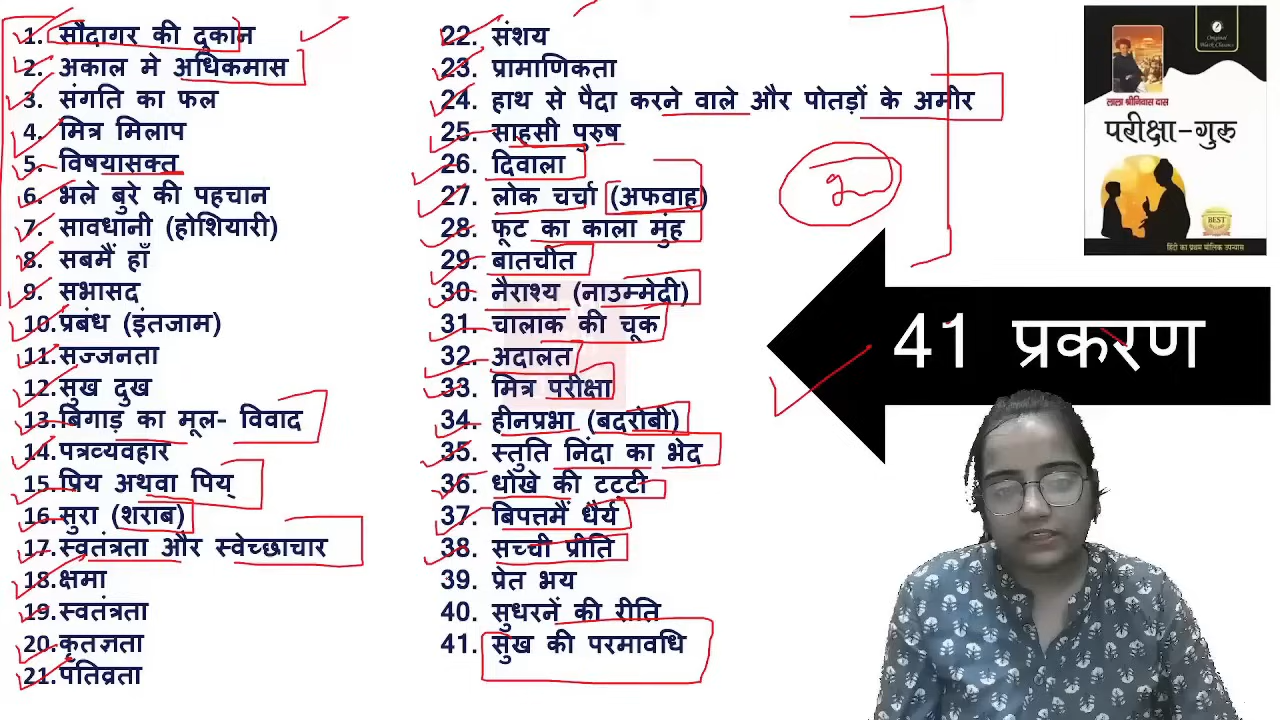 1. सौदागर की दुकान
2. अकाल मे अधिकमास
3. संगति का फल
4. मित्र मिलाप
5. विषयासक्त
6. भले बुरे की पहचान
7. सावधानी (होशियारी)
8. सबमैं हाँ
9. सभासद
10. प्रबंध (इंतजाम)
11. सज्जनता
12. सुख दुख
13. बिगाड़ का मूल- विवाद
14. पत्रव्यवहार
15. प्रिय अथवा पिय्
16. सुरा (शराब)
17. स्वतंत्रता और स्वेच्छाचार
18. क्षमा
19. स्वतंत्रता
20. कृतज्ञता
21. पतिव्रता
22. संशय
23. प्रामाणिकता
24. हाथ से पैदा करने वाले और पोतड़ों के अमीर
25. साहसी पुरुष
26. दिवाला
27. लोक चर्चा (अफवाह)
28. फूट का काला मुंह
29. बातचीत
30. नैराश्य (नाउम्मेदी)
31. चालाक की चूक
32. अदालत
33. मित्र परीक्षा
34. हीनप्रभा (बदरोबी)
35. स्तुति निंदा का भेद
36. धोखे की टट्टी
37. बिपत्तमैं धैर्य
38. सच्ची प्रीति
39. प्रेत भय
40. सुधरनें की रीति
41. सुख की परमावधि
लाला श्रीनिवास दास
परीक्षा-गुरु
BEST
हिंदी का प्रथम मौलिक उपन्यास
41 प्रकरण